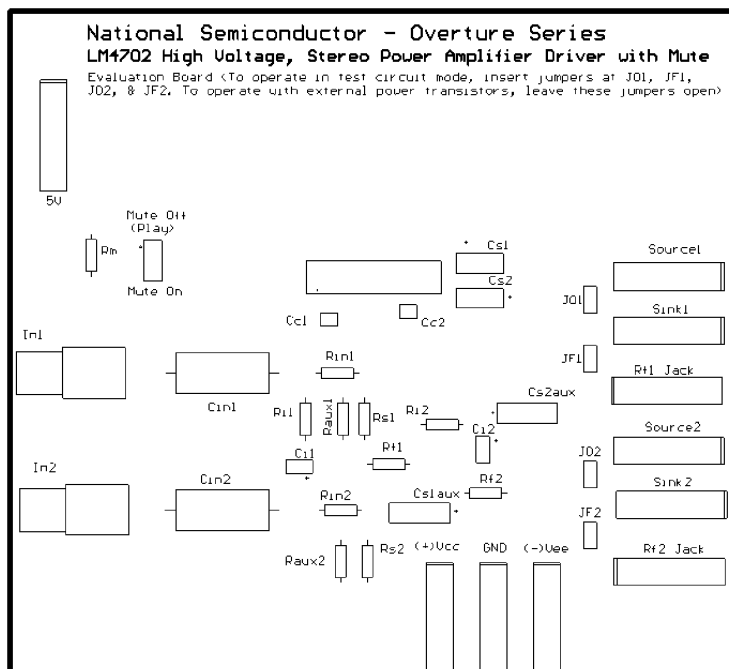 National Semiconductor - Overture Series
LM4702 High Voltage, Stereo Power Amplifier Driver with Mute
Evaluation Board (To operate in test circuit mode, insert jumpers at JO1, JF1,
JO2, & JF2. To operate with external power transistors, leave these jumpers open)
5V
Mute Off
(Play)
Rm
Mute On
Cs1
Cs2
Source1
JO1
Cc1
Cc2
Sink1
In1
Rin1
JF1
Rf1 Jack
Cin1
Cs2aux
Ri1
Raux1
Rs1
Ri2
Ci2
Source2
Ci1
Rf1
JO2
In2
Cin2
Rf2
Sink2
Rin2
Cs1aux
JF2
Raux2
Rs2
(+)Vcc
GND
(-)Vee
Rf2 Jack